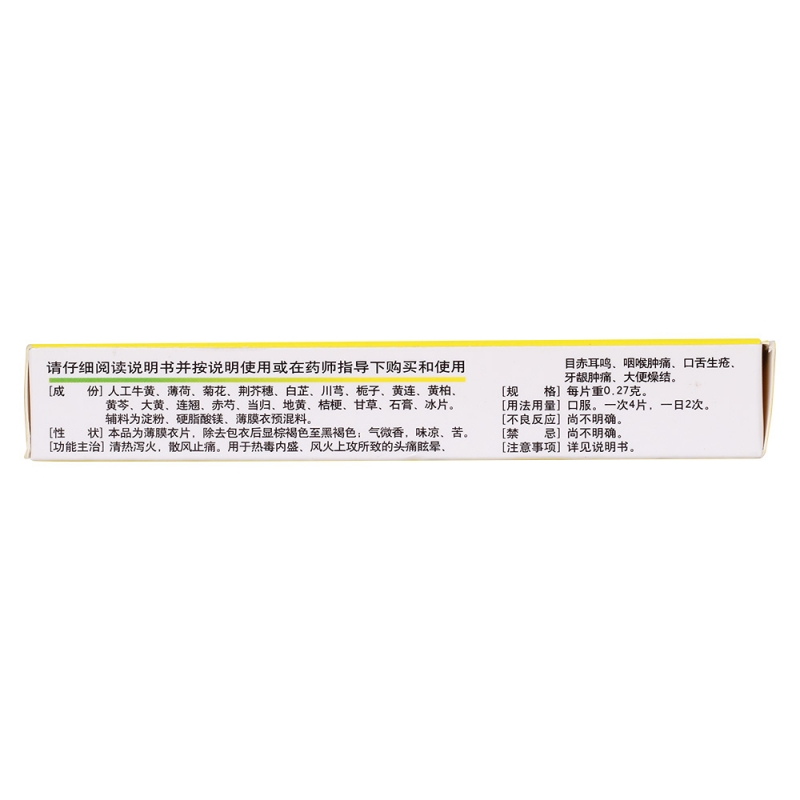 请仔细阅读说明书并按说明使用或在药师指导下购买和使用
[成　份] 人工牛黄、薄荷、菊花、荆芥穗、白芷、川芎、栀子、黄连、黄柏、
黄芩、大黄、连翘、赤芍、当归、地黄、桔梗、甘草、石膏、冰片。
辅料为淀粉、硬脂酸镁、薄膜衣预混料。
[性　状] 本品为薄膜衣片，除去包衣后显棕褐色至黑褐色；气微香，味凉、苦。
[功能主治] 清热泻火，散风止痛。用于热毒内盛、风火上攻所致的头痛眩晕、
目赤耳鸣、咽喉肿痛、口舌生疮、
牙龈肿痛、大便燥结。
[规　格] 每片重0.27克。
[用法用量] 口服。一次4片，一日2次。
[不良反应] 尚不明确。
[禁　忌] 尚不明确。
[注意事项] 详见说明书。